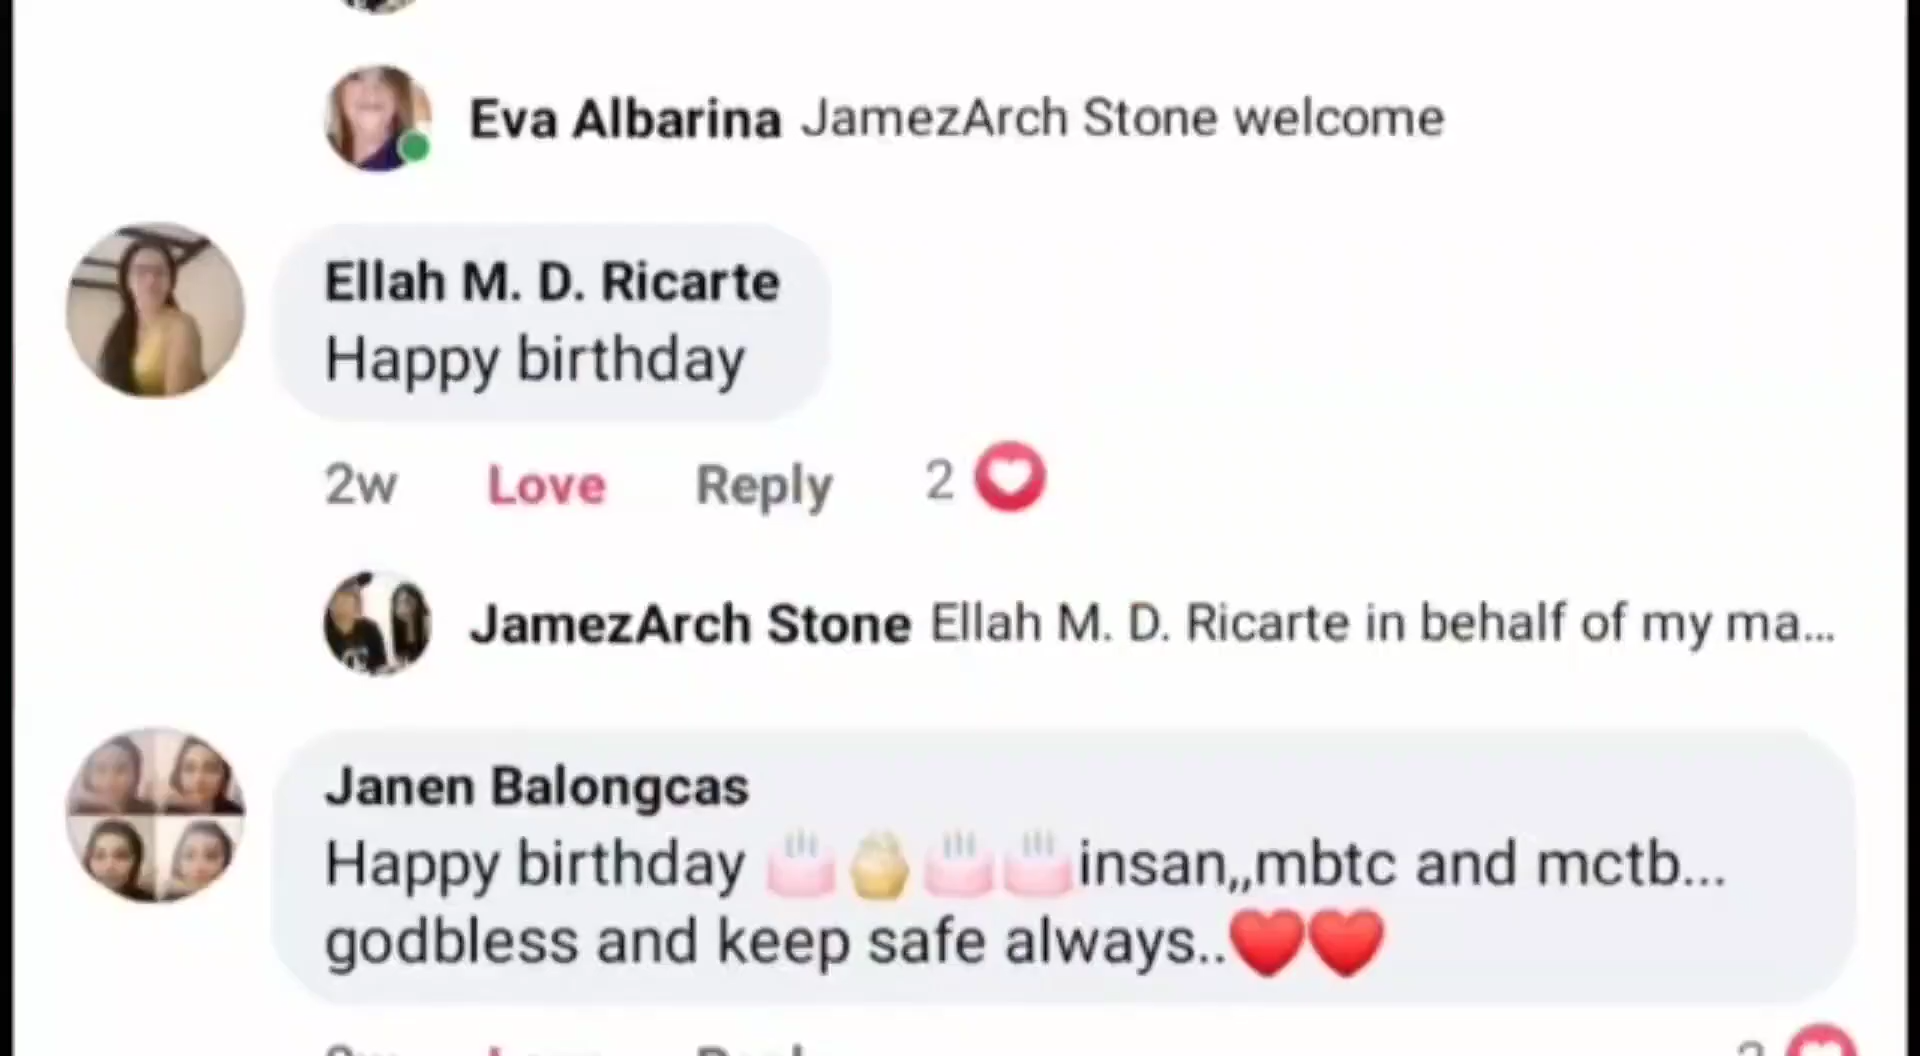 Eva Albarina JamezArch Stone welcome
Ellah M. D. Ricarte
Happy birthday
2w Love Reply 2
JamezArch Stone Ellah M. D. Ricarte in behalf of my ma...
Janen Balongcas
Happy birthday 🎂🧁🎂🎂insan,,mbtc and mctb...
godbless and keep safe always..❤️❤️